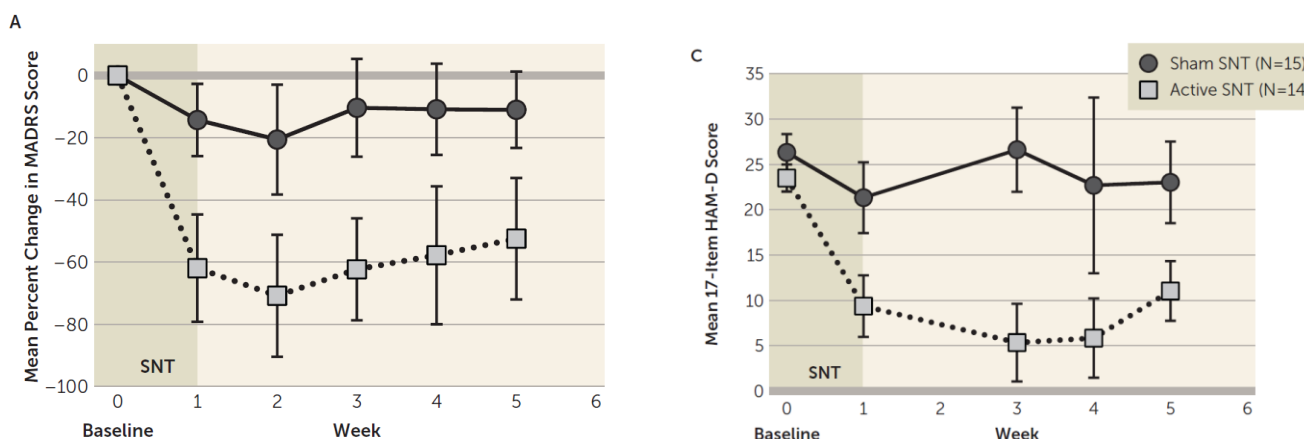 A
Mean Percent Change in MADRS Score
0
−20
−40
−60
−80
−100
SNT
0 1 2 3 4 5 6
Baseline Week
C
Sham SNT (N=15)
Active SNT (N=14
Mean 17-Item HAM-D Score
35
30
25
20
15
10
5
0
SNT
0 1 2 3 4 5 6
Baseline Week